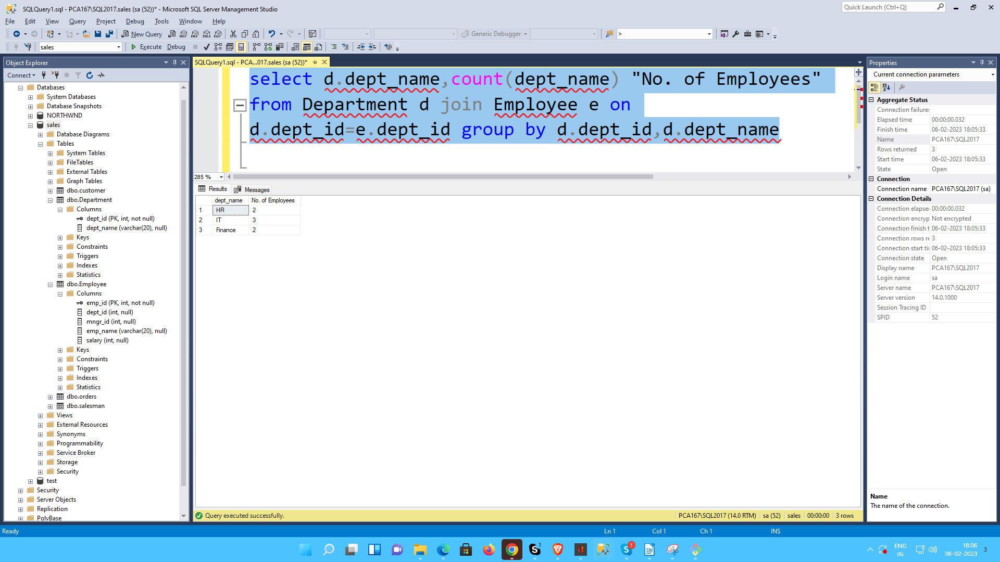 SQLQuery1.sql - PCA167\SQL2017.sales (sa (52))* - Microsoft SQL Server Management Studio
Quick Launch (Ctrl+Q)
File Edit View Query Project Debug Tools Window Help
New Query MDX DMX XMLA DAX Generic Debugger >
sales Execute Debug
Object Explorer
Connect
Databases
System Databases
Database Snapshots
NORTHWND
sales
Database Diagrams
Tables
System Tables
FileTables
External Tables
Graph Tables
dbo.customer
dbo.Department
Columns
dept_id (PK, int, not null)
dept_name (varchar(20), null)
Keys
Constraints
Triggers
Indexes
Statistics
dbo.Employee
Columns
emp_id (PK, int, not null)
dept_id (int, null)
mngr_id (int, null)
emp_name (varchar(20), null)
salary (int, null)
Keys
Constraints
Triggers
Indexes
Statistics
dbo.orders
dbo.salesman
Views
External Resources
Synonyms
Programmability
Service Broker
Storage
Security
test
Security
Server Objects
Replication
PolyBase
SQLQuery1.sql - PCA...017.sales (sa (52))*
select d.dept_name,count(dept_name) "No. of Employees"
from Department d join Employee e on
d.dept_id=e.dept_id group by d.dept_id,d.dept_name
285 %
Results Messages
dept_name No. of Employees
1 HR 2
2 IT 3
3 Finance 2
Query executed successfully. PCA167\SQL2017 (14.0 RTM) sa (52) sales 00:00:00 3 rows
Properties
Current connection parameters
Aggregate Status
Connection failures
Elapsed time 00:00:00.032
Finish time 06-02-2023 18:05:33
Name PCA167\SQL2017
Rows returned 3
Start time 06-02-2023 18:05:33
State Open
Connection
Connection name PCA167\SQL2017 (sa)
Connection Details
Connection elapse 00:00:00.032
Connection encryp Not encrypted
Connection finish t 06-02-2023 18:05:33
Connection rows re 3
Connection start ti 06-02-2023 18:05:33
Connection state Open
Display name PCA167\SQL2017
Login name sa
Server name PCA167\SQL2017
Server version 14.0.1000
Session Tracing ID
SPID 52
Name
The name of the connection.
Ready Ln 1 Col 1 Ch 1 INS
1
1
ENG
IN
18:06
06-02-2023
3